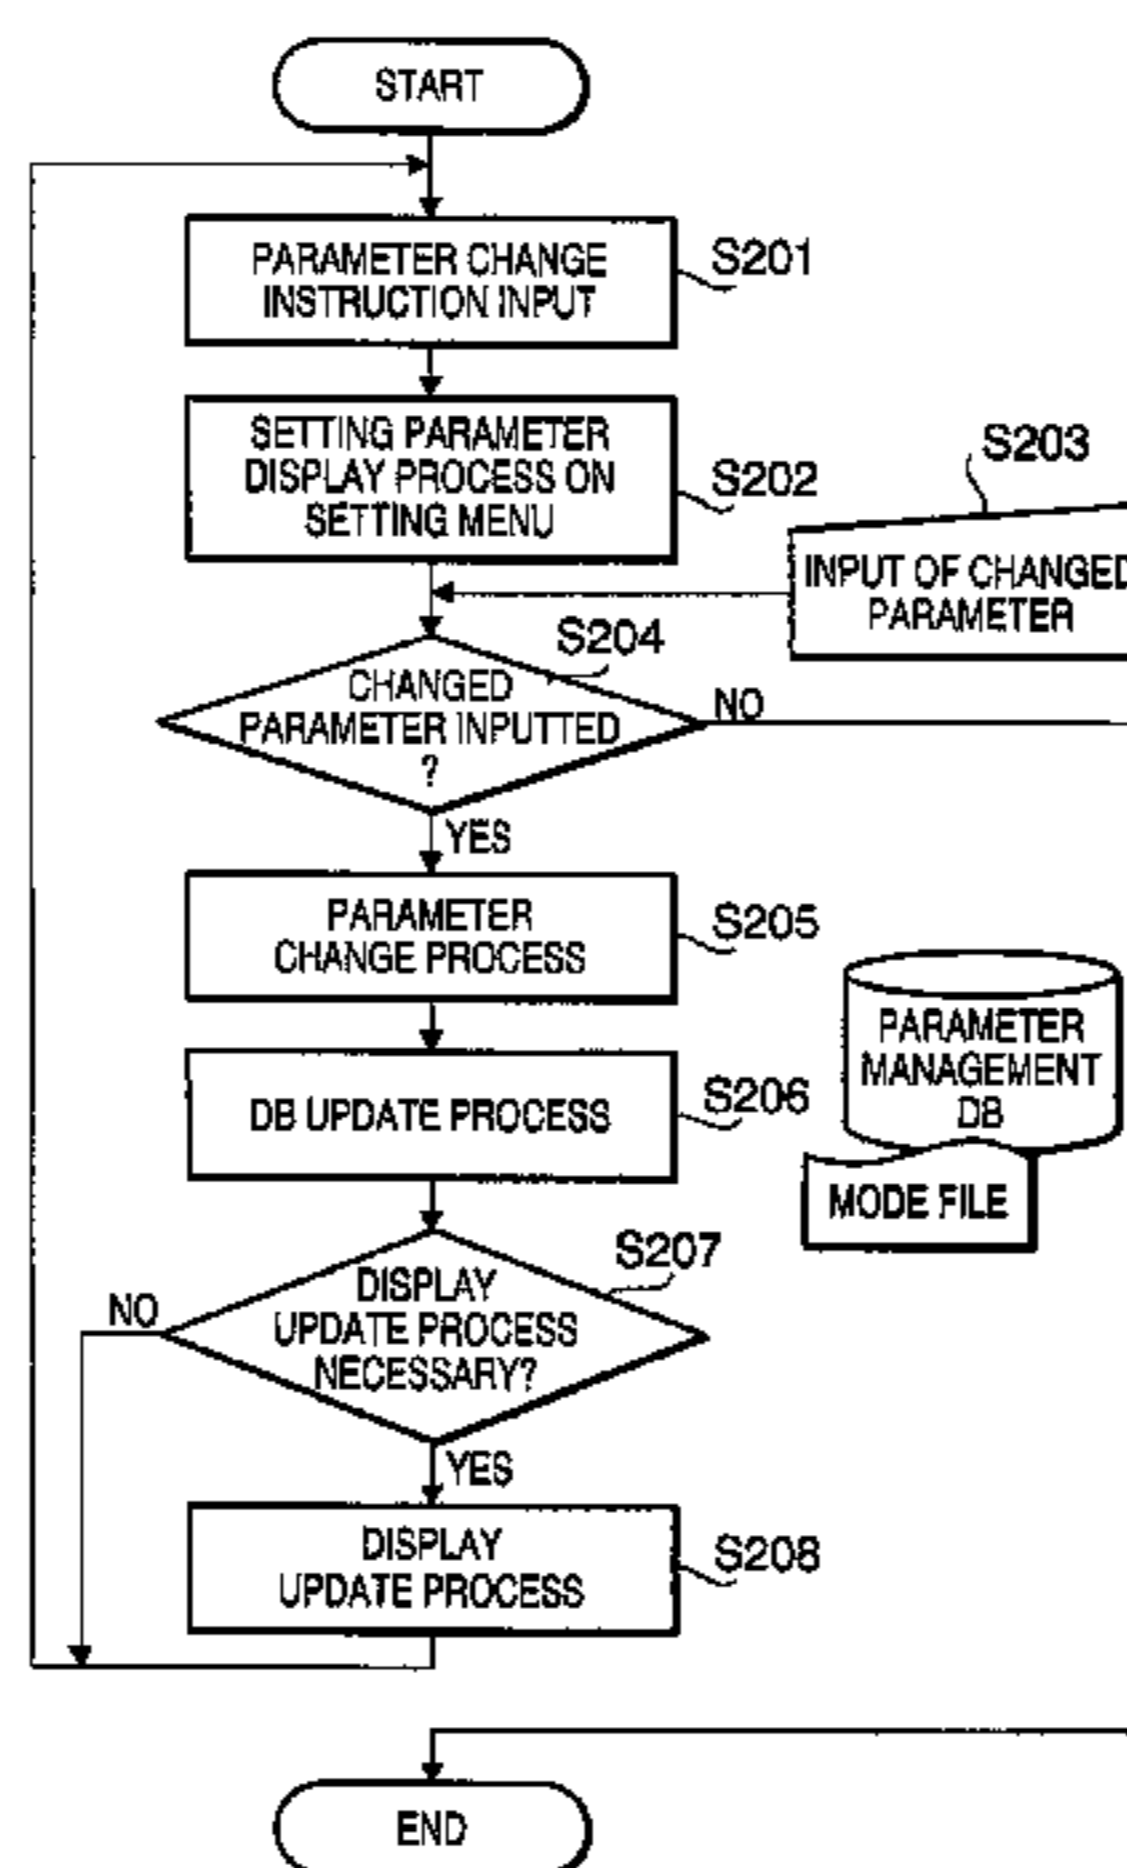 START
PARAMETER CHANGE
INSTRUCTION INPUT
S201
SETTING PARAMETER
DISPLAY PROCESS ON
SETTING MENU
S202
S203
INPUT OF CHANGED
PARAMETER
S204
CHANGED
PARAMETER INPUTTED
?
NO
YES
PARAMETER
CHANGE PROCESS
S205
PARAMETER
MANAGEMENT
DB
DB UPDATE PROCESS
S206
MODE FILE
S207
DISPLAY
UPDATE PROCESS
NECESSARY?
NO
YES
DISPLAY
UPDATE PROCESS
S208
END